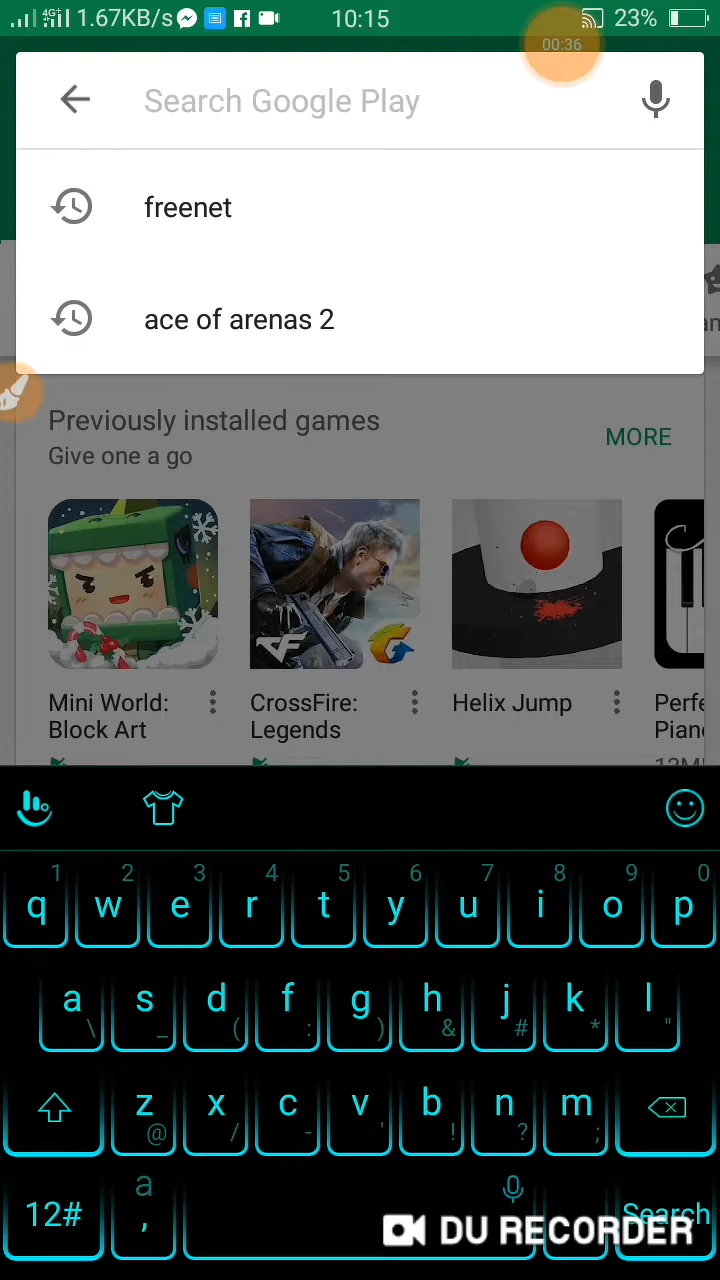 4G+ 1.67KB/s 10:15 23%
00:36
Search Google Play
freenet
ace of arenas 2
Previously installed games
MORE
Give one a go
Mini World:
Block Art
CrossFire:
Legends
Helix Jump
Perfe
Piano
1 2 3 4 5 6 7 8 9 0
q w e r t y u i o p
a s d f g h j k l
\ _ ( : ) & # * "
z x c v b n m
@ / - ' ! ? ;
a
12# , Search
DU RECORDER